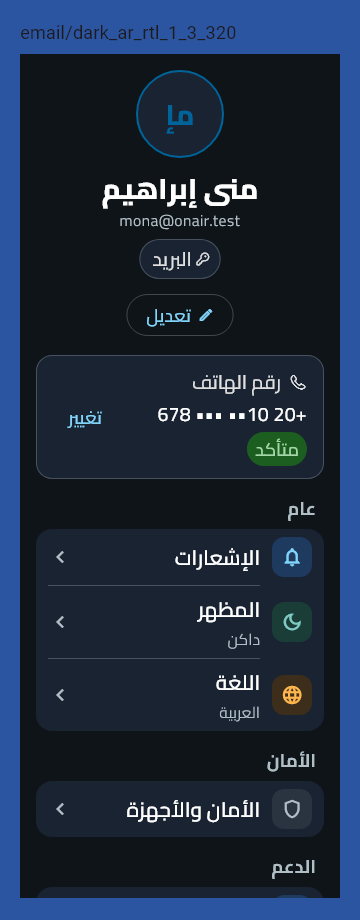 email/dark_ar_rtl_1_3_320
مإ
منى إبراهيم
mona@onair.test
البريد
تعديل
رقم الهاتف
+20 10•• ••• 678
تغيير
متأكد
عام
الإشعارات
المظهر
داكن
اللغة
العربية
الأمان
الأمان والأجهزة
الدعم